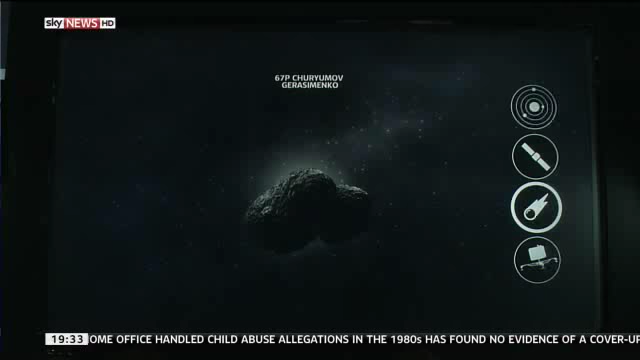 sky NEWS HD
67P CHURYUMOV
GERASIMENKO
19:33 OME OFFICE HANDLED CHILD ABUSE ALLEGATIONS IN THE 1980s HAS FOUND NO EVIDENCE OF A COVER-UP